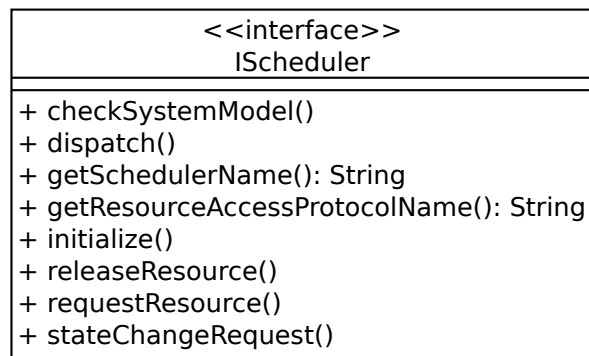 <<interface>>
IScheduler
+ checkSystemModel()
+ dispatch()
+ getSchedulerName(): String
+ getResourceAccessProtocolName(): String
+ initialize()
+ releaseResource()
+ requestResource()
+ stateChangeRequest()